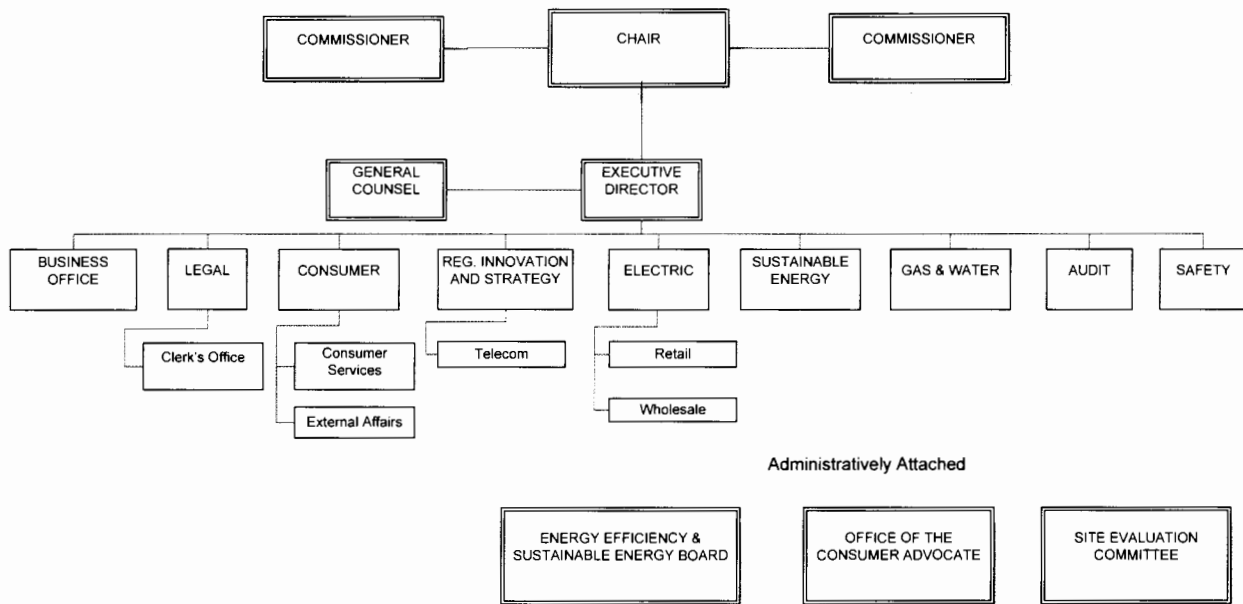 COMMISSIONER
CHAIR
COMMISSIONER
GENERAL
COUNSEL
EXECUTIVE
DIRECTOR
BUSINESS
OFFICE
LEGAL
CONSUMER
REG. INNOVATION
AND STRATEGY
ELECTRIC
SUSTAINABLE
ENERGY
GAS & WATER
AUDIT
SAFETY
Clerk's Office
Consumer
Services
External Affairs
Telecom
Retail
Wholesale
Administratively Attached
ENERGY EFFICIENCY &
SUSTAINABLE ENERGY BOARD
OFFICE OF THE
CONSUMER ADVOCATE
SITE EVALUATION
COMMITTEE